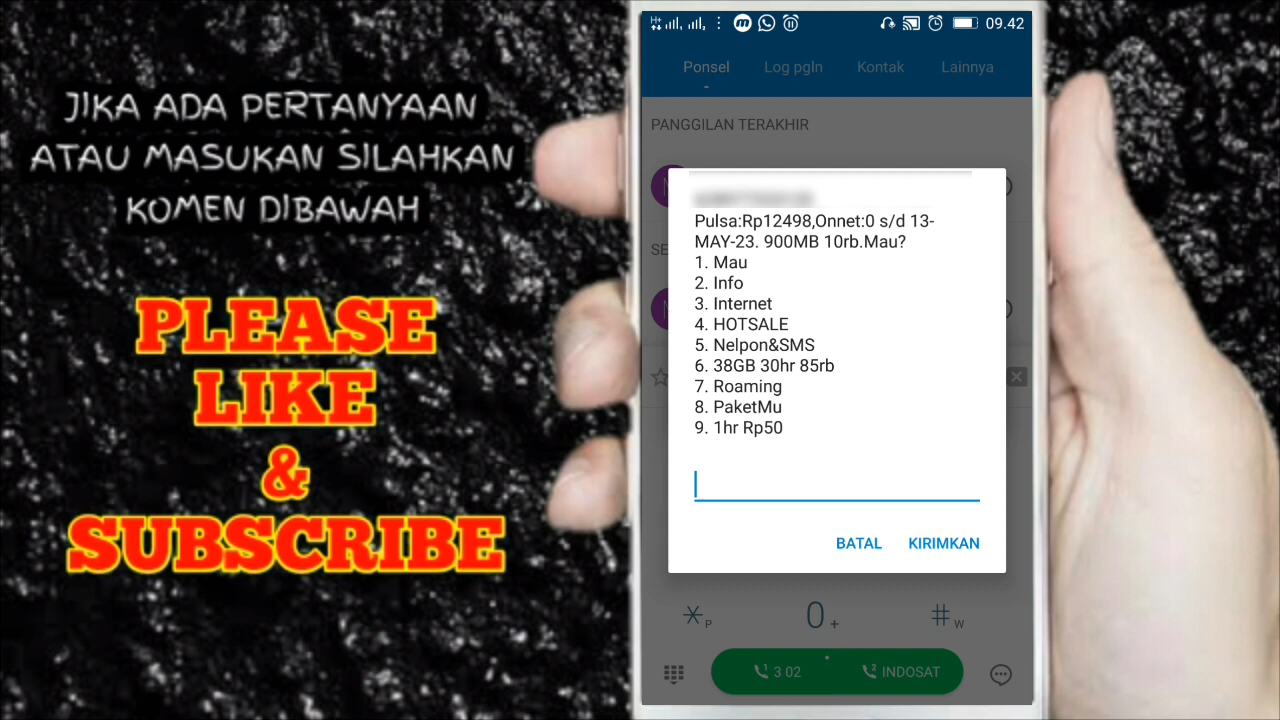 JIKA ADA PERTANYAAN
ATAU MASUKAN SILAHKAN
KOMEN DIBAWAH
PLEASE
LIKE
&
SUBSCRIBE
09.42
Ponsel
Log pgln
Kontak
Lainnya
PANGGILAN TERAKHIR
SE
Pulsa:Rp12498,Onnet:0 s/d 13-
MAY-23. 900MB 10rb.Mau?
1. Mau
2. Info
3. Internet
4. HOTSALE
5. Nelpon&SMS
6. 38GB 30hr 85rb
7. Roaming
8. PaketMu
9. 1hr Rp50
BATAL
KIRIMKAN
P
0 +
# W
1 3 02
2 INDOSAT